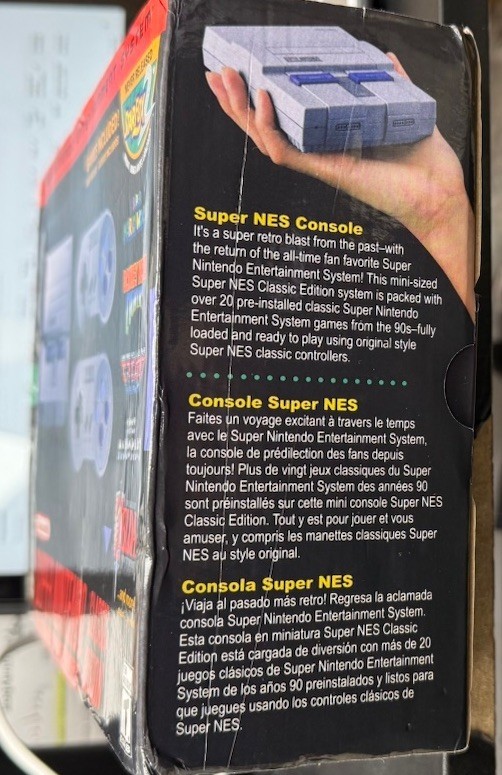 Super NES Console
It's a super retro blast from the past–with
the return of the all-time fan favorite Super
Nintendo Entertainment System! This mini-sized
Super NES Classic Edition system is packed with
over 20 pre-installed classic Super Nintendo
Entertainment System games from the 90s–fully
loaded and ready to play using original style
Super NES classic controllers.
Console Super NES
Faites un voyage excitant à travers le temps
avec le Super Nintendo Entertainment System,
la console de prédilection des fans depuis
toujours! Plus de vingt jeux classiques du Super
Nintendo Entertainment System des années 90
sont préinstallés sur cette mini console Super NES
Classic Edition. Tout y est pour jouer et vous
amuser, y compris les manettes classiques Super
NES au style original.
Consola Super NES
¡Viaja al pasado más retro! Regresa la aclamada
consola Super Nintendo Entertainment System.
Esta consola en miniatura Super NES Classic
Edition está cargada de diversión con más de 20
juegos clásicos de Super Nintendo Entertainment
System de los años 90 preinstalados y listos para
que juegues usando los controles clásicos de
Super NES.